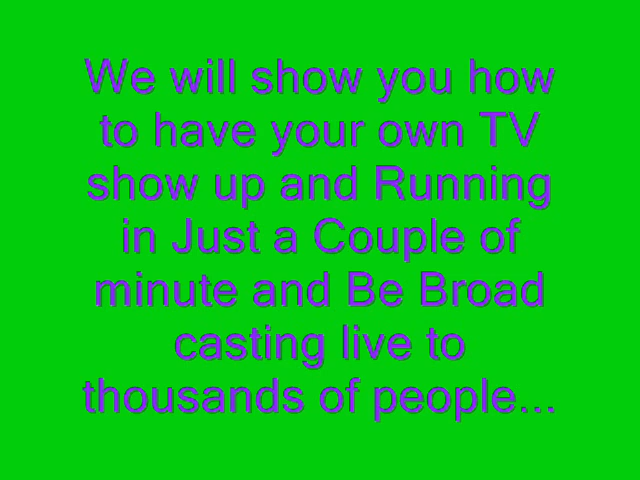 We will show you how
to have your own TV
show up and Running
in Just a Couple of
minute and Be Broad
casting live to
thousands of people...